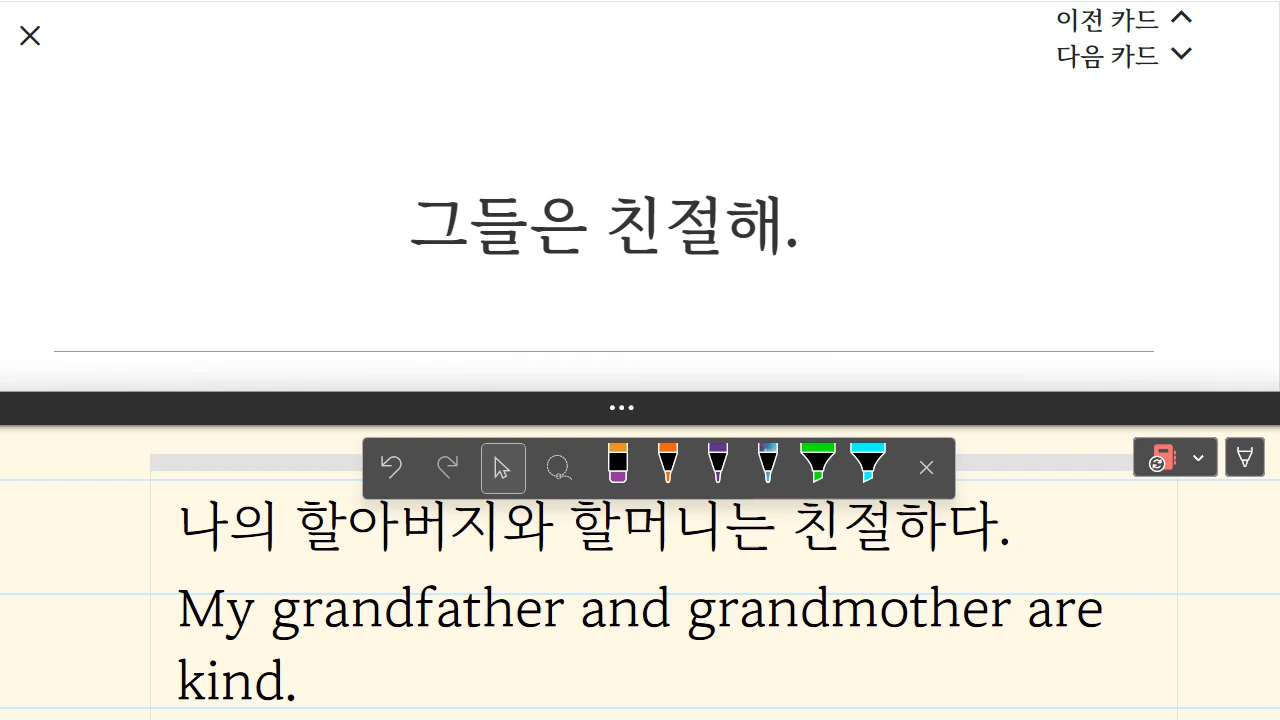 이전 카드
다음 카드
그들은 친절해.
나의 할아버지와 할머니는 친절하다.
My grandfather and grandmother are
kind.